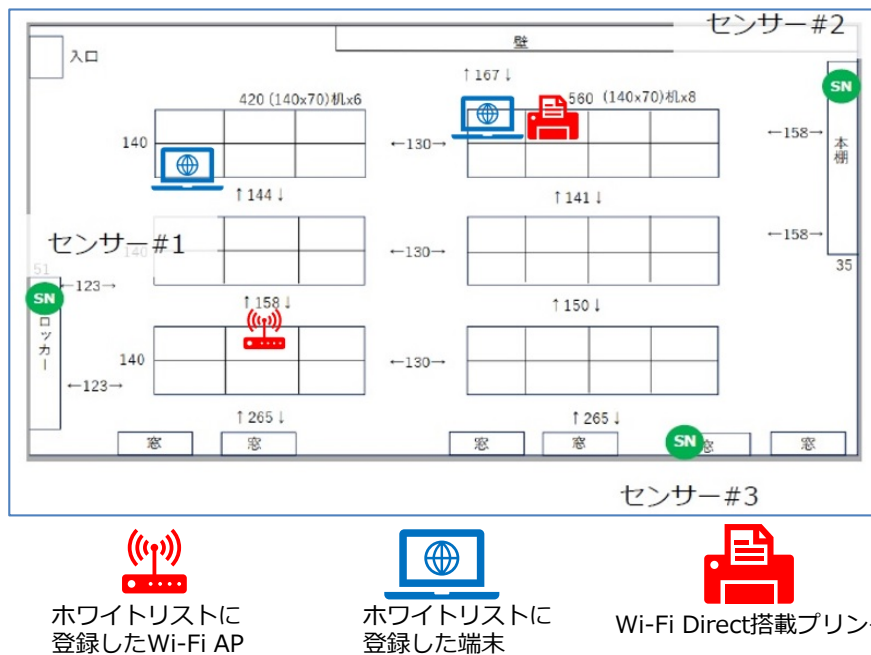 センサー#2
壁
入口
↑167↓
SN
420 (140x70)机x6
560 (140x70)机x8
140
←130→
←158→
本棚
↑144↓
↑141↓
センサー#1
140
←130→
←158→
51
35
←123→
SN
↑158↓
↑150↓
ロッカー
140
←130→
←123→
↑265↓
↑265↓
窓
窓
窓
窓
SN
窓
窓
センサー#3
ホワイトリストに
登録したWi-Fi AP
ホワイトリストに
登録した端末
Wi-Fi Direct搭載プリン